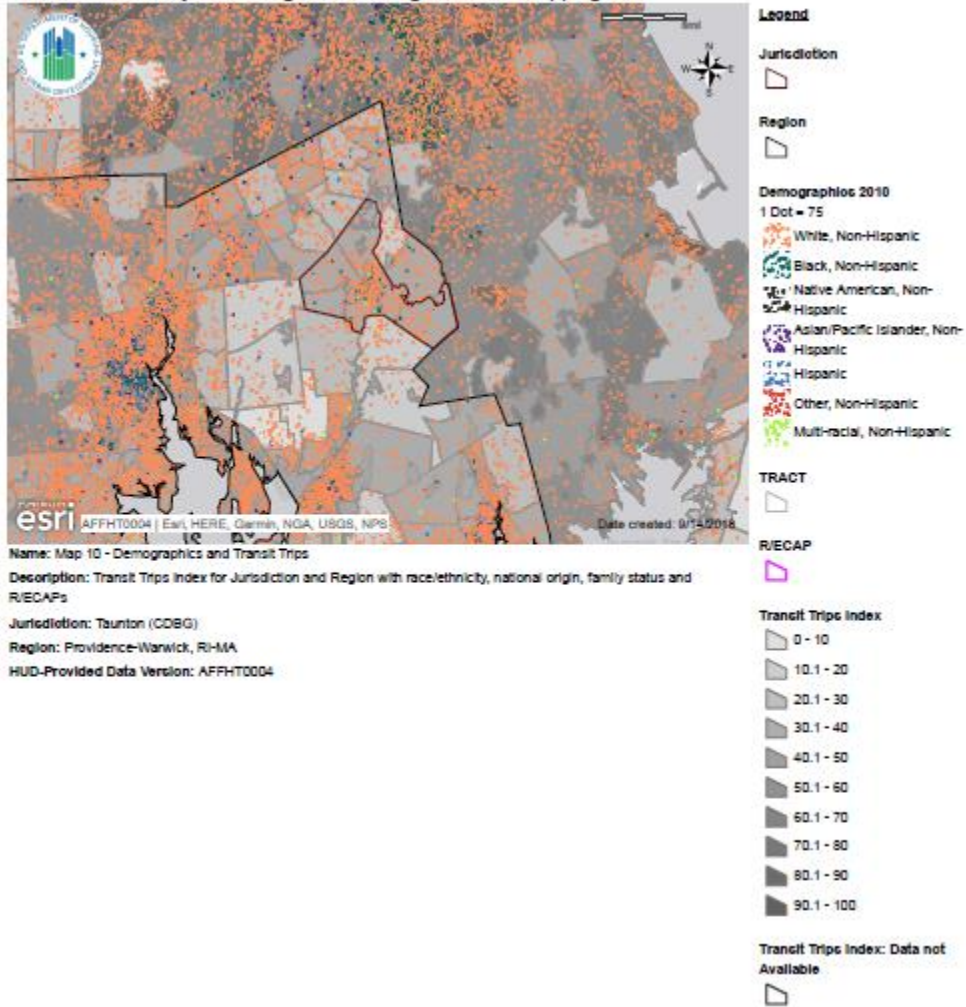 Legend
Jurisdiction
Region
Demographics 2010
1 Dot = 75
White, Non-Hispanic
Black, Non-Hispanic
Native American, Non-
Hispanic
Asian/Pacific Islander, Non-
Hispanic
Hispanic
Other, Non-Hispanic
Multi-racial, Non-Hispanic
TRACT
R/ECAP
Transit Trips Index
0 - 10
10.1 - 20
20.1 - 30
30.1 - 40
40.1 - 50
50.1 - 60
60.1 - 70
70.1 - 80
80.1 - 90
90.1 - 100
Transit Trips Index: Data not
Available
N
W E
S
esri
AFFHT0004 | Esri, HERE, Garmin, NGA, USGS, NPS
Date created: 9/14/2018
Name: Map 10 - Demographics and Transit Trips
Description: Transit Trips Index for Jurisdiction and Region with race/ethnicity, national origin, family status and
R/ECAPs
Jurisdiction: Taunton (CDBG)
Region: Providence-Warwick, RI-MA
HUD-Provided Data Version: AFFHT0004